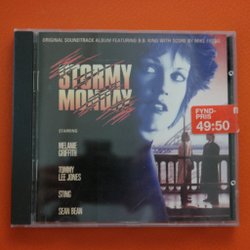 ORIGINAL SOUNDTRACK ALBUM FEATURING B.B. KING WITH SCORE BY MIKE FIGGIS
STORMY
MONDAY
STARRING
MELANIE
GRIFFITH
TOMMY
LEE JONES
STING
SEAN BEAN
FYND-
PRIS
49:50